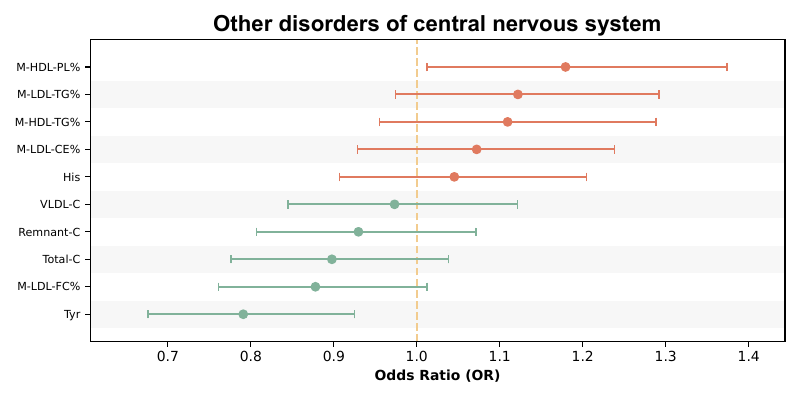 Other disorders of central nervous system
M-HDL-PL%
M-LDL-TG%
M-HDL-TG%
M-LDL-CE%
His
VLDL-C
Remnant-C
Total-C
M-LDL-FC%
Tyr
0.7 0.8 0.9 1.0 1.1 1.2 1.3 1.4
Odds Ratio (OR)